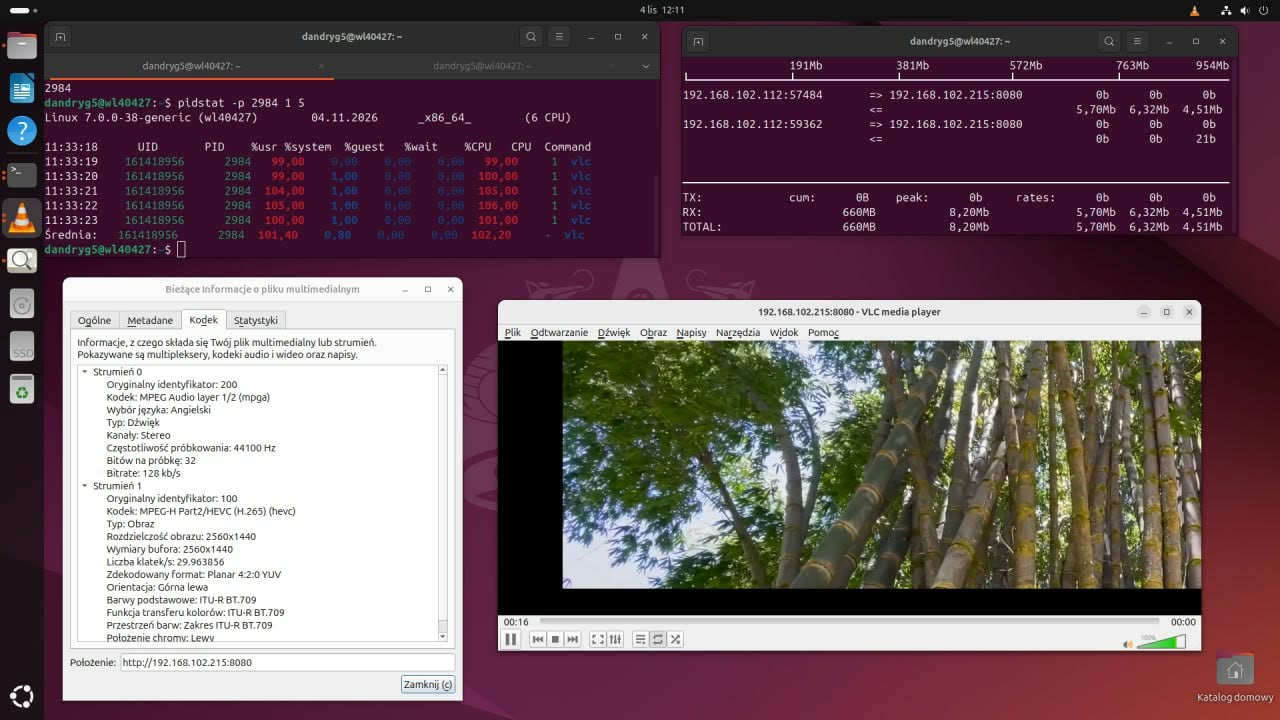 4 lis 12:11
dandryg5@wl40427: ~
dandryg5@wl40427: ~
dandryg5@wl40427: ~
2984
dandryg5@wl40427:~$ pidstat -p 2984 1 5
Linux 7.0.0-38-generic (wl40427) 04.11.2026 _x86_64_ (6 CPU)
11:33:18 UID PID %usr %system %guest %wait %CPU CPU Command
11:33:19 161418956 2984 99,00 0,00 0,00 0,00 99,00 1 vlc
11:33:20 161418956 2984 99,00 1,00 0,00 0,00 100,00 1 vlc
11:33:21 161418956 2984 104,00 1,00 0,00 0,00 105,00 1 vlc
11:33:22 161418956 2984 105,00 1,00 0,00 0,00 106,00 1 vlc
11:33:23 161418956 2984 100,00 1,00 0,00 0,00 101,00 1 vlc
Średnia: 161418956 2984 101,40 0,80 0,00 0,00 102,20 - vlc
dandryg5@wl40427:~$
dandryg5@wl40427: ~
191Mb 381Mb 572Mb 763Mb 954Mb
192.168.102.112:57484 => 192.168.102.215:8080 0b 0b 0b
<= 5,70Mb 6,32Mb 4,51Mb
192.168.102.112:59362 => 192.168.102.215:8080 0b 0b 0b
<= 0b 0b 21b
TX: cum: 0B peak: 0b rates: 0b 0b 0b
RX: 660MB 8,20Mb 5,70Mb 6,32Mb 4,51Mb
TOTAL: 660MB 8,20Mb 5,70Mb 6,32Mb 4,51Mb
SSD
Bieżące Informacje o pliku multimedialnym
Ogólne Metadane Kodek Statystyki
Informacje, z czego składa się Twój plik multimedialny lub strumień.
Pokazywane są multipleksery, kodeki audio i wideo oraz napisy.
Strumień 0
Oryginalny identyfikator: 200
Kodek: MPEG Audio layer 1/2 (mpga)
Wybór język: Angielski
Typ: Dźwięk
Kanały: Stereo
Częstotliwość próbkowania: 44100 Hz
Bitów na próbkę: 32
Bitrate: 128 kb/s
Strumień 1
Oryginalny identyfikator: 100
Kodek: MPEG-H Part2/HEVC (H.265) (hevc)
Typ: Obraz
Rozdzielczość obrazu: 2560x1440
Wymiary bufora: 2560x1440
Liczba klatek/s: 29.963856
Zdekodowany format: Planar 4:2:0 YUV
Orientacja: Górna lewa
Barwy podstawowe: ITU-R BT.709
Funkcja transferu kolorów: ITU-R BT.709
Przestrzeń barw: Zakres ITU-R BT.709
Położenie chromy: Lewy
Położenie: http://192.168.102.215:8080
Zamknij (c)
192.168.102.215:8080 - VLC media player
Plik Odtwarzanie Dźwięk Obraz Napisy Narzędzia Widok Pomoc
00:16 00:00
100%
Katalog domowy